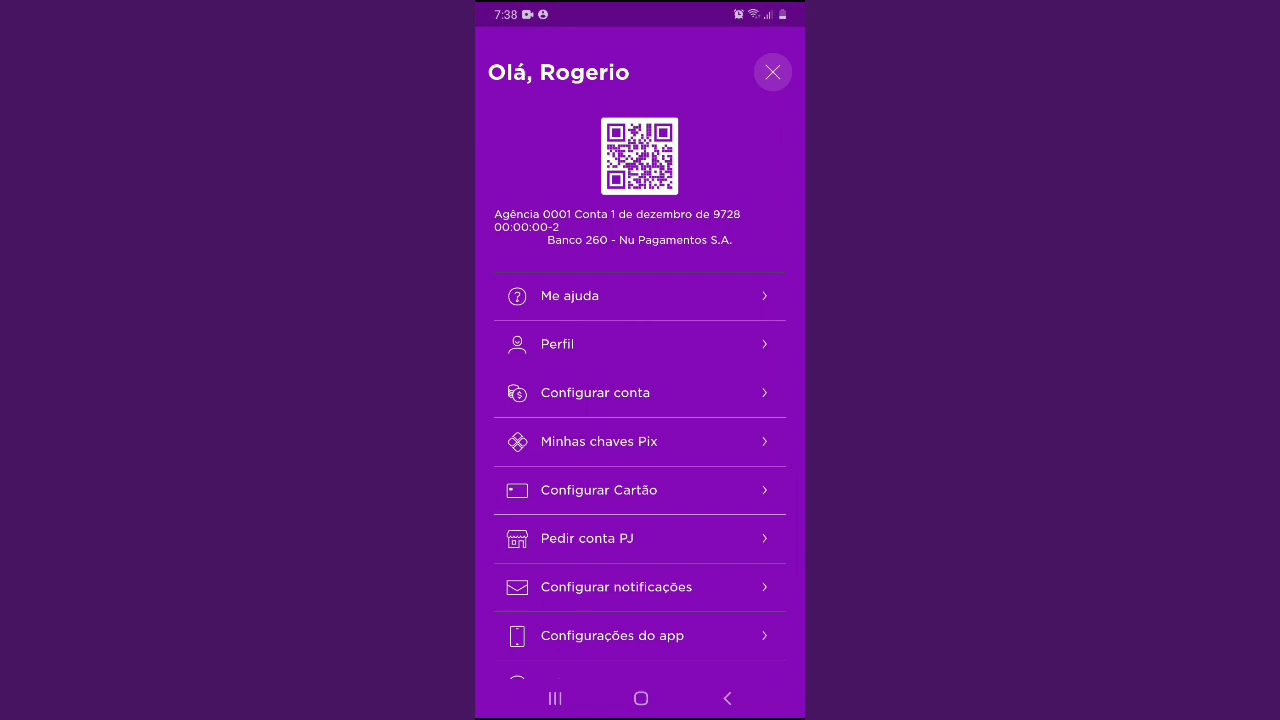 7:38
Olá, Rogerio
Agência 0001 Conta 1 de dezembro de 9728
00:00:00-2
Banco 260 - Nu Pagamentos S.A.
Me ajuda
Perfil
Configurar conta
Minhas chaves Pix
Configurar Cartão
Pedir conta PJ
Configurar notificações
Configurações do app